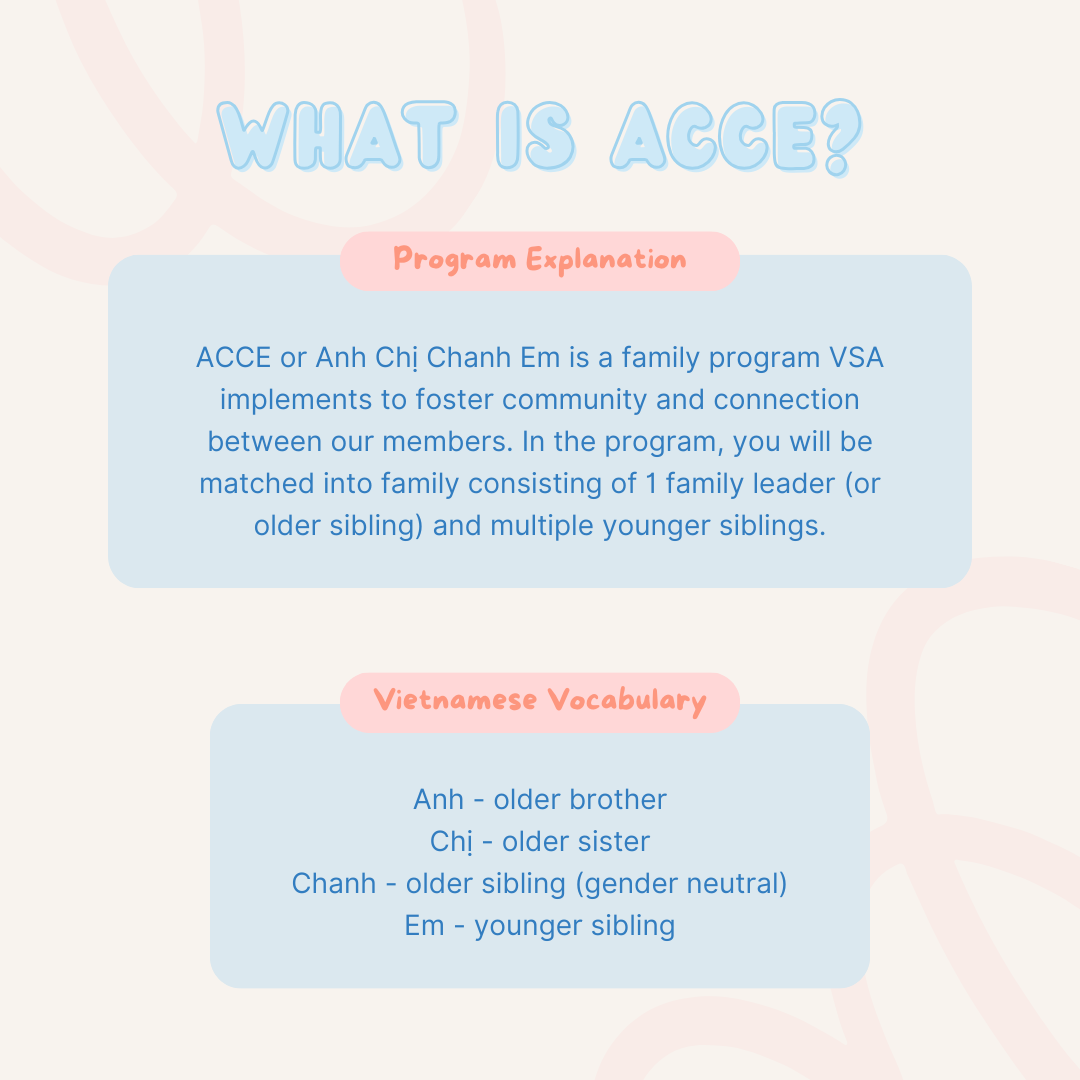 WHAT IS ACCE?
Program Explanation
ACCE or Anh Chị Chanh Em is a family program VSA
implements to foster community and connection
between our members. In the program, you will be
matched into family consisting of 1 family leader (or
older sibling) and multiple younger siblings.
Vietnamese Vocabulary
Anh - older brother
Chị - older sister
Chanh - older sibling (gender neutral)
Em - younger sibling